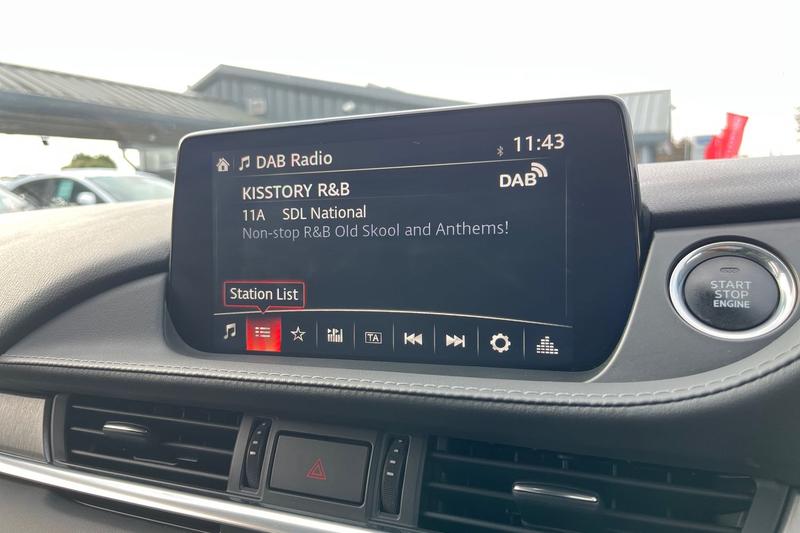 DAB Radio
11:43
KISSTORY R&B
DAB
11A SDL National
Non-stop R&B Old Skool and Anthems!
Station List
TA
START
STOP
ENGINE